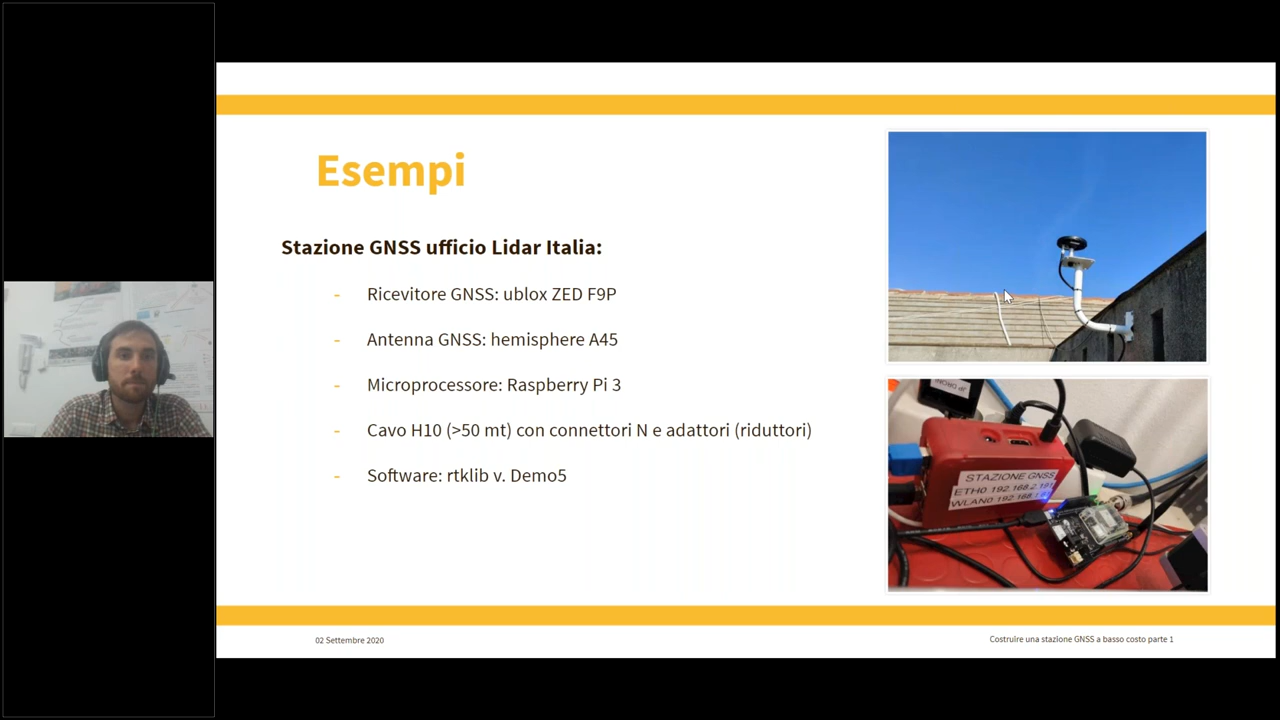 Esempi
Stazione GNSS ufficio Lidar Italia:
- Ricevitore GNSS: ublox ZED F9P
- Antenna GNSS: hemisphere A45
- Microprocessore: Raspberry Pi 3
- Cavo H10 (>50 mt) con connettori N e adattori (riduttori)
- Software: rtklib v. Demo5
STAZIONE GNSS
ETH0 192.168.2.191
WLAN0 192.168.
02 Settembre 2020
Costruire una stazione GNSS a basso costo parte 1